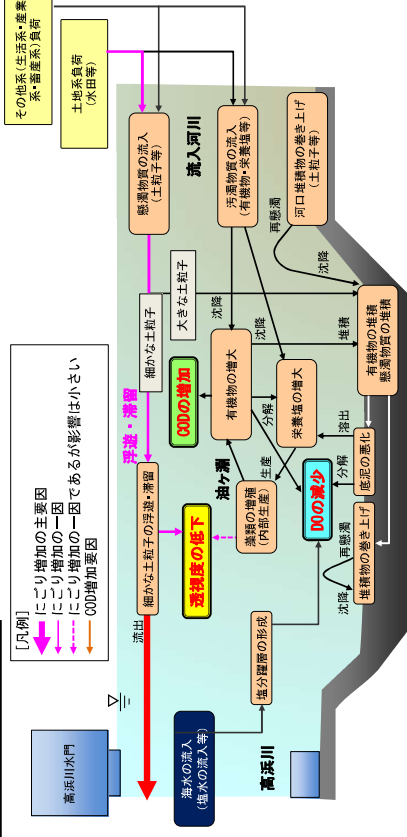 その他系(生活系・産業
系・畜産系)負荷
土地系負荷
(水田等)
[凡例]
にごり増加の主要因
にごり増加の一因
にごり増加の一因であるが影響は小さい
COD増加要因
高浜川水門
懸濁物質の流入
(土粒子等)
流入河川
汚濁物質の流入
(有機物・栄養塩等)
河口堆積物の巻き上げ
(土粒子等)
再懸濁
沈降
細かな土粒子
大きな土粒子
沈降
沈降
堆積
浮遊・滞留
CODの増加
有機物の増大
分解
栄養塩の増大
有機物の堆積
懸濁物質の堆積
溶出
油ヶ淵
生産
細かな土粒子の浮遊・滞留
透視度の低下
藻類の増殖
(内部生産)
DOの減少
分解
底泥の悪化
堆積物の巻き上げ
再懸濁
沈降
流出
塩分躍層の形成
海水の流入
(塩水の流入等)
高浜川